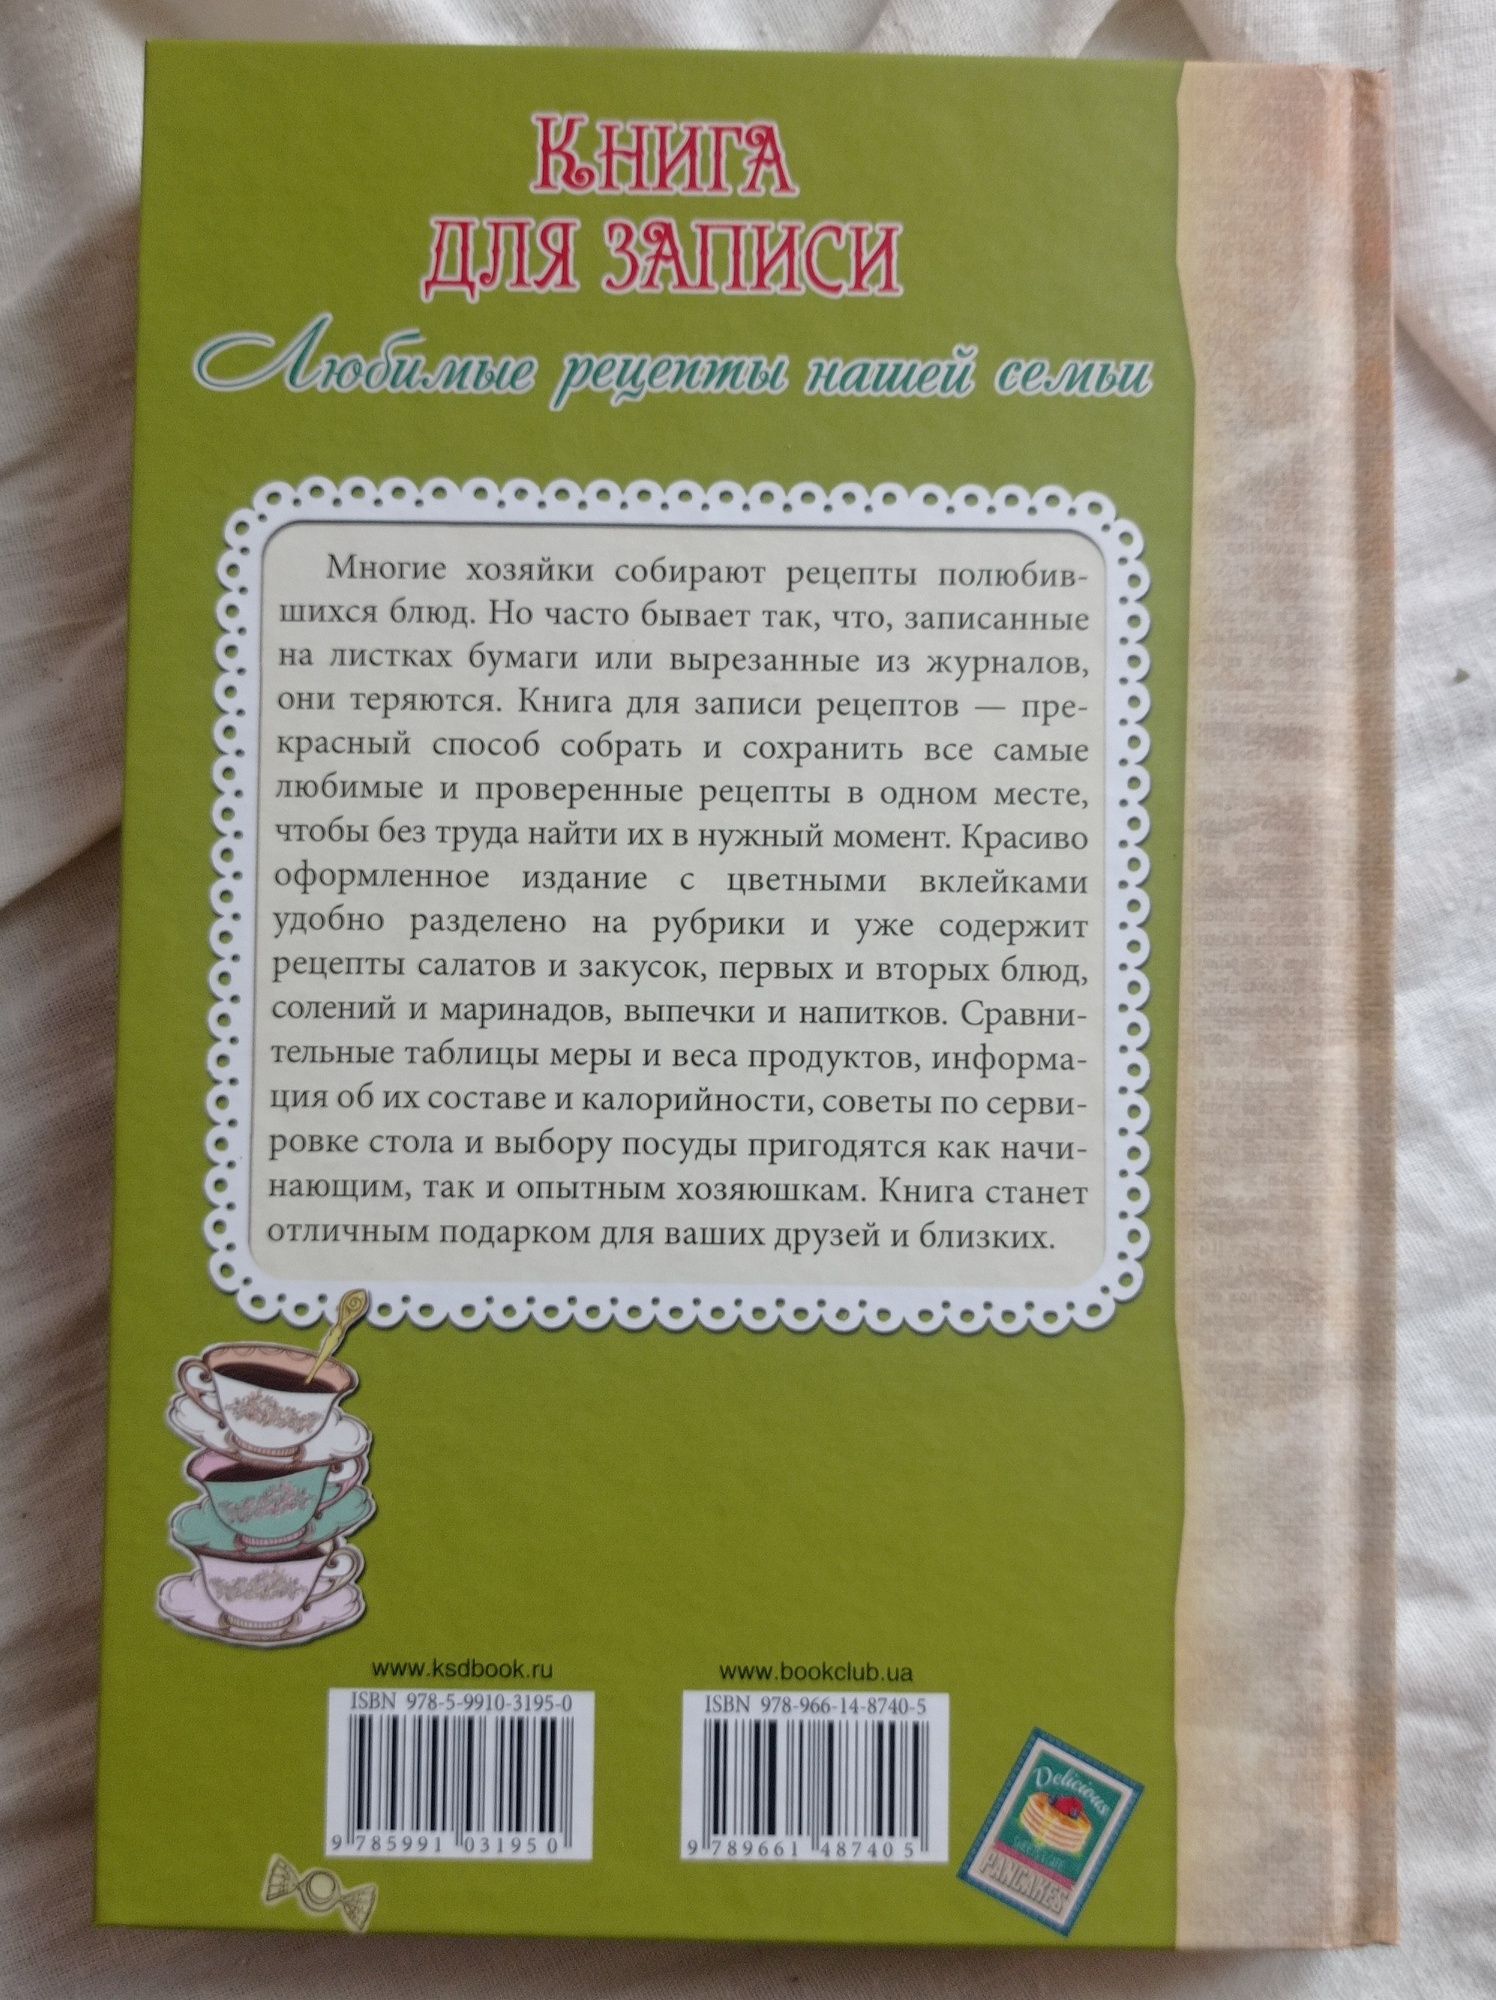 Книга
для записи
Любимые рецепты нашей семьи
Многие хозяйки собирают рецепты полюбив-
шихся блюд. Но часто бывает так, что, записанные
на листках бумаги или вырезанные из журналов,
они теряются. Книга для записи рецептов — пре-
красный способ собрать и сохранить все самые
любимые и проверенные рецепты в одном месте,
чтобы без труда найти их в нужный момент. Красиво
оформленное издание с цветными вклейками
удобно разделено на рубрики и уже содержит
рецепты салатов и закусок, первых и вторых блюд,
солений и маринадов, выпечки и напитков. Сравни-
тельные таблицы меры и веса продуктов, информа-
ция об их составе и калорийности, советы по серви-
ровке стола и выбору посуды пригодятся как начи-
нающим, так и опытным хозяюшкам. Книга станет
отличным подарком для ваших друзей и близких.
www.ksdbook.ru
ISBN 978-5-9910-3195-0
9 785991 031950
www.bookclub.ua
ISBN 978-966-14-8740-5
9 789661 487405
Delicious
PANCAKES